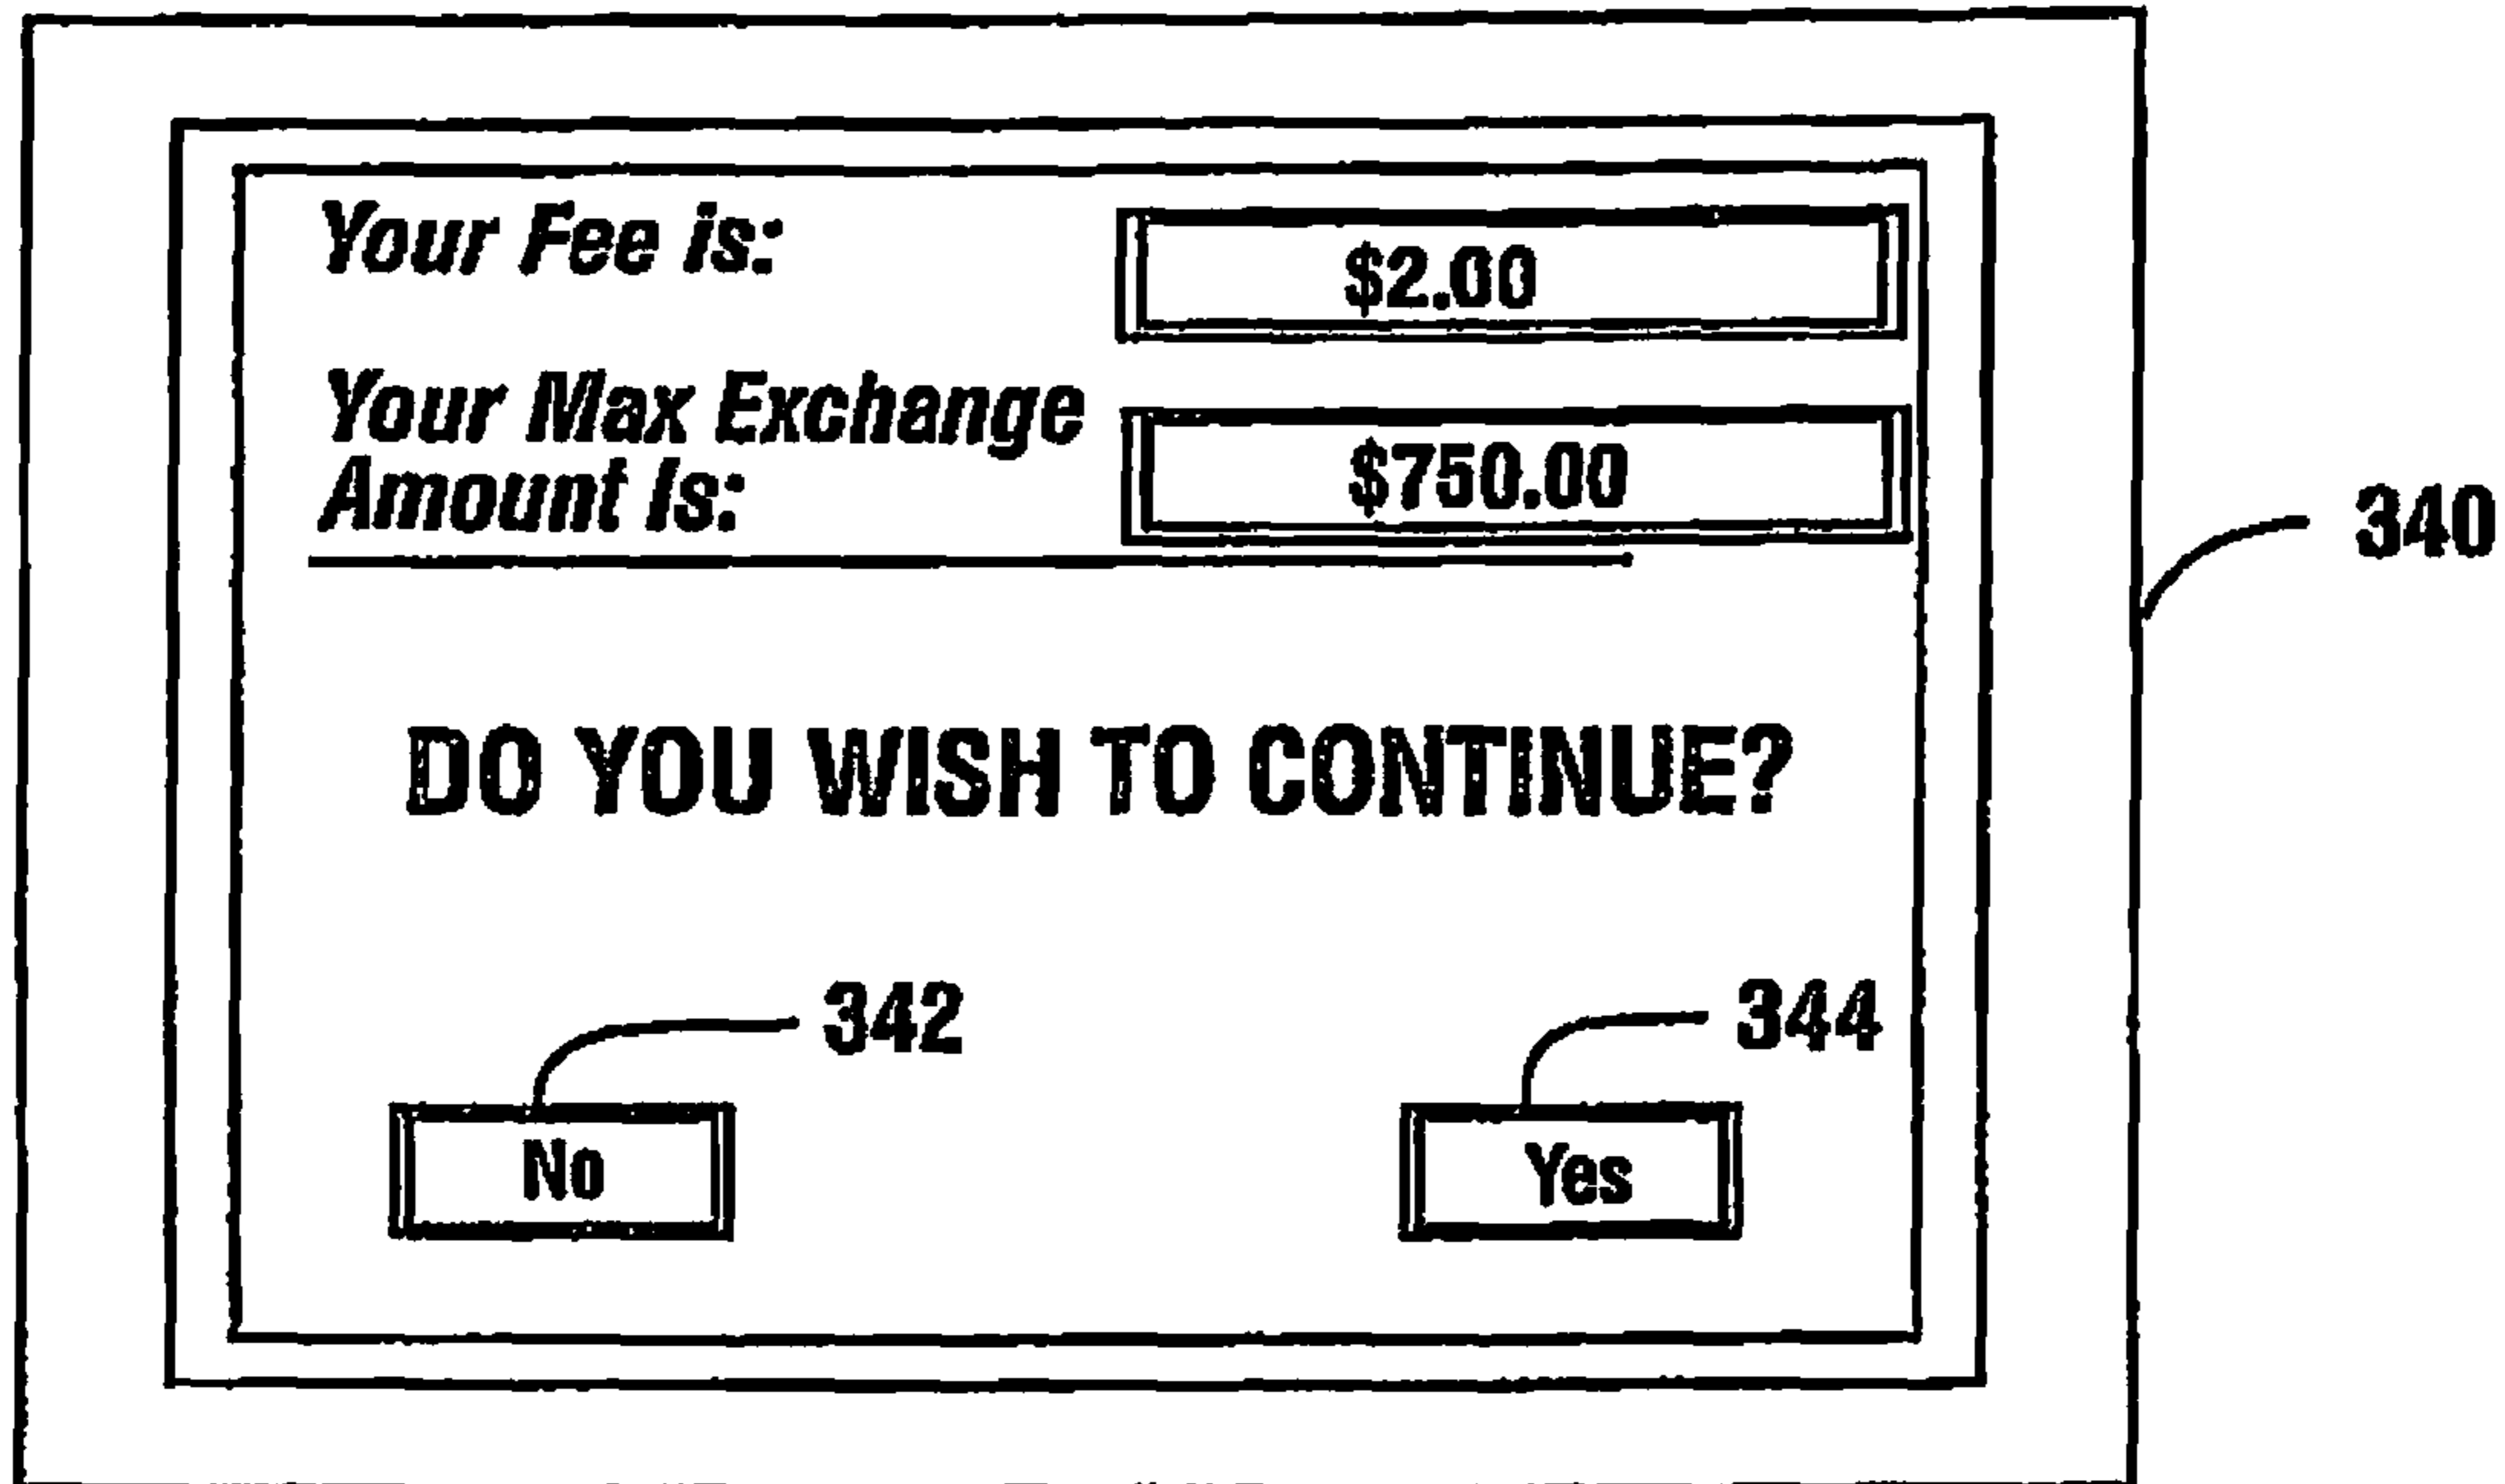 Your Fee is:
$2.00
Your Max Exchange
Amount Is:
$750.00
340
DO YOU WISH TO CONTINUE?
342
344
No
Yes